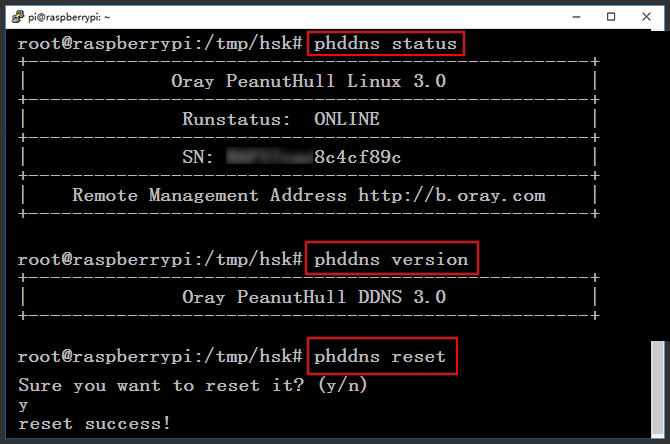 pi@raspberrypi: ~
root@raspberrypi:/tmp/hsk# phddns status
Oray PeanutHull Linux 3.0
Runstatus: ONLINE
SN: 8c4cf89c
Remote Management Address http://b.oray.com
root@raspberrypi:/tmp/hsk# phddns version
Oray PeanutHull DDNS 3.0
root@raspberrypi:/tmp/hsk# phddns reset
Sure you want to reset it? (y/n)
y
reset success!